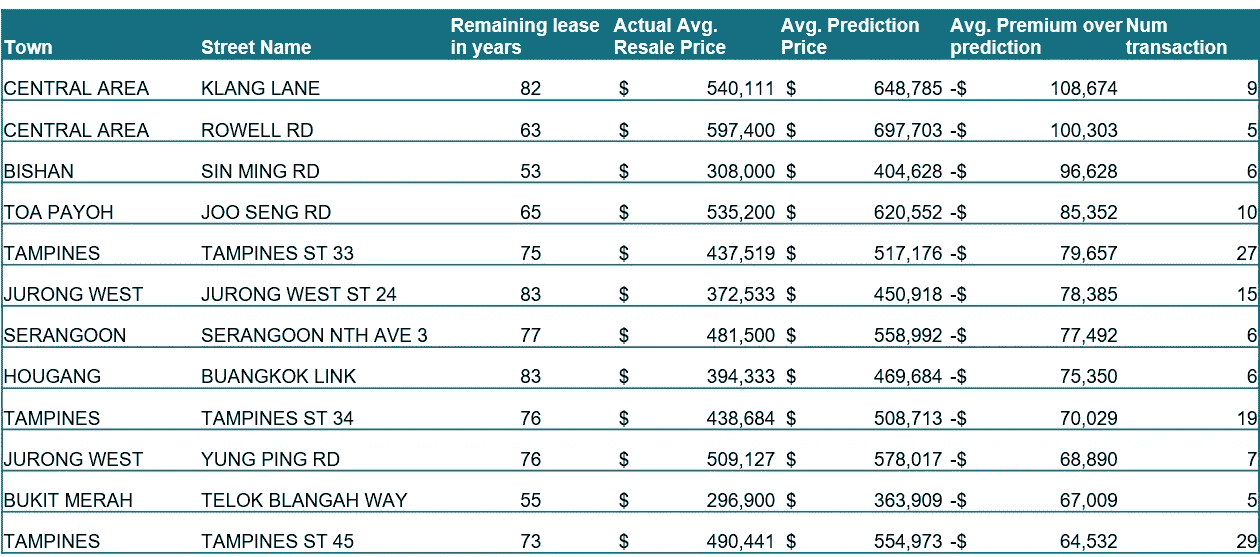 Town Street Name Remaining lease in years Actual Avg. Resale Price Avg. Prediction Price Avg. Premium over prediction Num transaction
CENTRAL AREA KLANG LANE 82 $ 540,111 $ 648,785 -$ 108,674 9
CENTRAL AREA ROWELL RD 63 $ 597,400 $ 697,703 -$ 100,303 5
BISHAN SIN MING RD 53 $ 308,000 $ 404,628 -$ 96,628 6
TOA PAYOH JOO SENG RD 65 $ 535,200 $ 620,552 -$ 85,352 10
TAMPINES TAMPINES ST 33 75 $ 437,519 $ 517,176 -$ 79,657 27
JURONG WEST JURONG WEST ST 24 83 $ 372,533 $ 450,918 -$ 78,385 15
SERANGOON SERANGOON NTH AVE 3 77 $ 481,500 $ 558,992 -$ 77,492 6
HOUGANG BUANGKOK LINK 83 $ 394,333 $ 469,684 -$ 75,350 6
TAMPINES TAMPINES ST 34 76 $ 438,684 $ 508,713 -$ 70,029 19
JURONG WEST YUNG PING RD 76 $ 509,127 $ 578,017 -$ 68,890 7
BUKIT MERAH TELOK BLANGAH WAY 55 $ 296,900 $ 363,909 -$ 67,009 5
TAMPINES TAMPINES ST 45 73 $ 490,441 $ 554,973 -$ 64,532 29